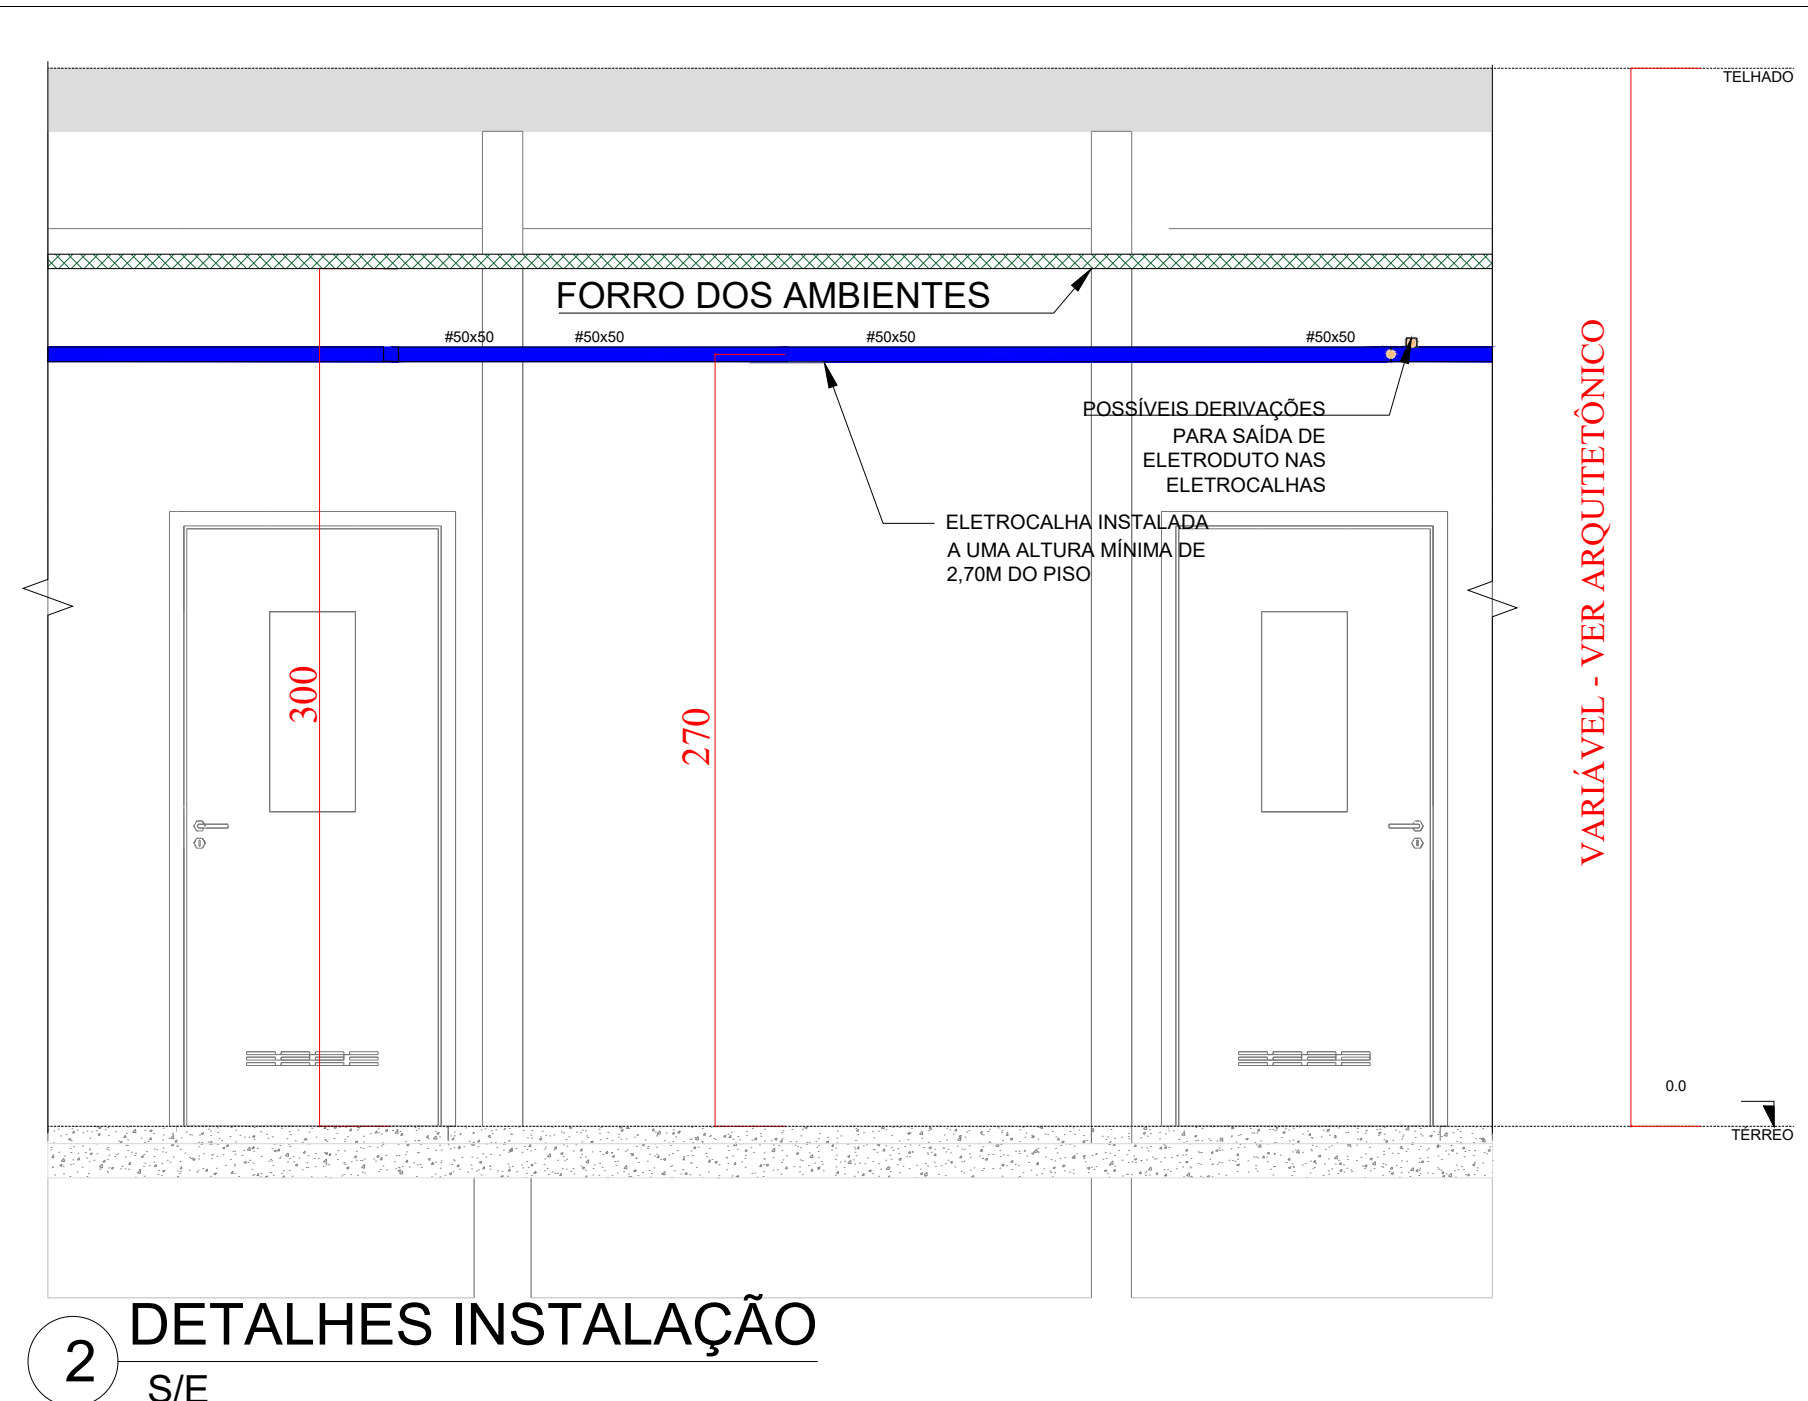 TELHADO
FORRO DOS AMBIENTES
#50x50
#50x50
#50x50
#50x50
POSSÍVEIS DERIVAÇÕES
PARA SAÍDA DE
ELETRODUTO NAS
ELETROCALHAS
ELETROCALHA INSTALADA
A UMA ALTURA MÍNIMA DE
2,70M DO PISO
300
270
VARIÁVEL - VER ARQUITETÔNICO
0.0
TÉRREO
2
DETALHES INSTALAÇÃO
S/E